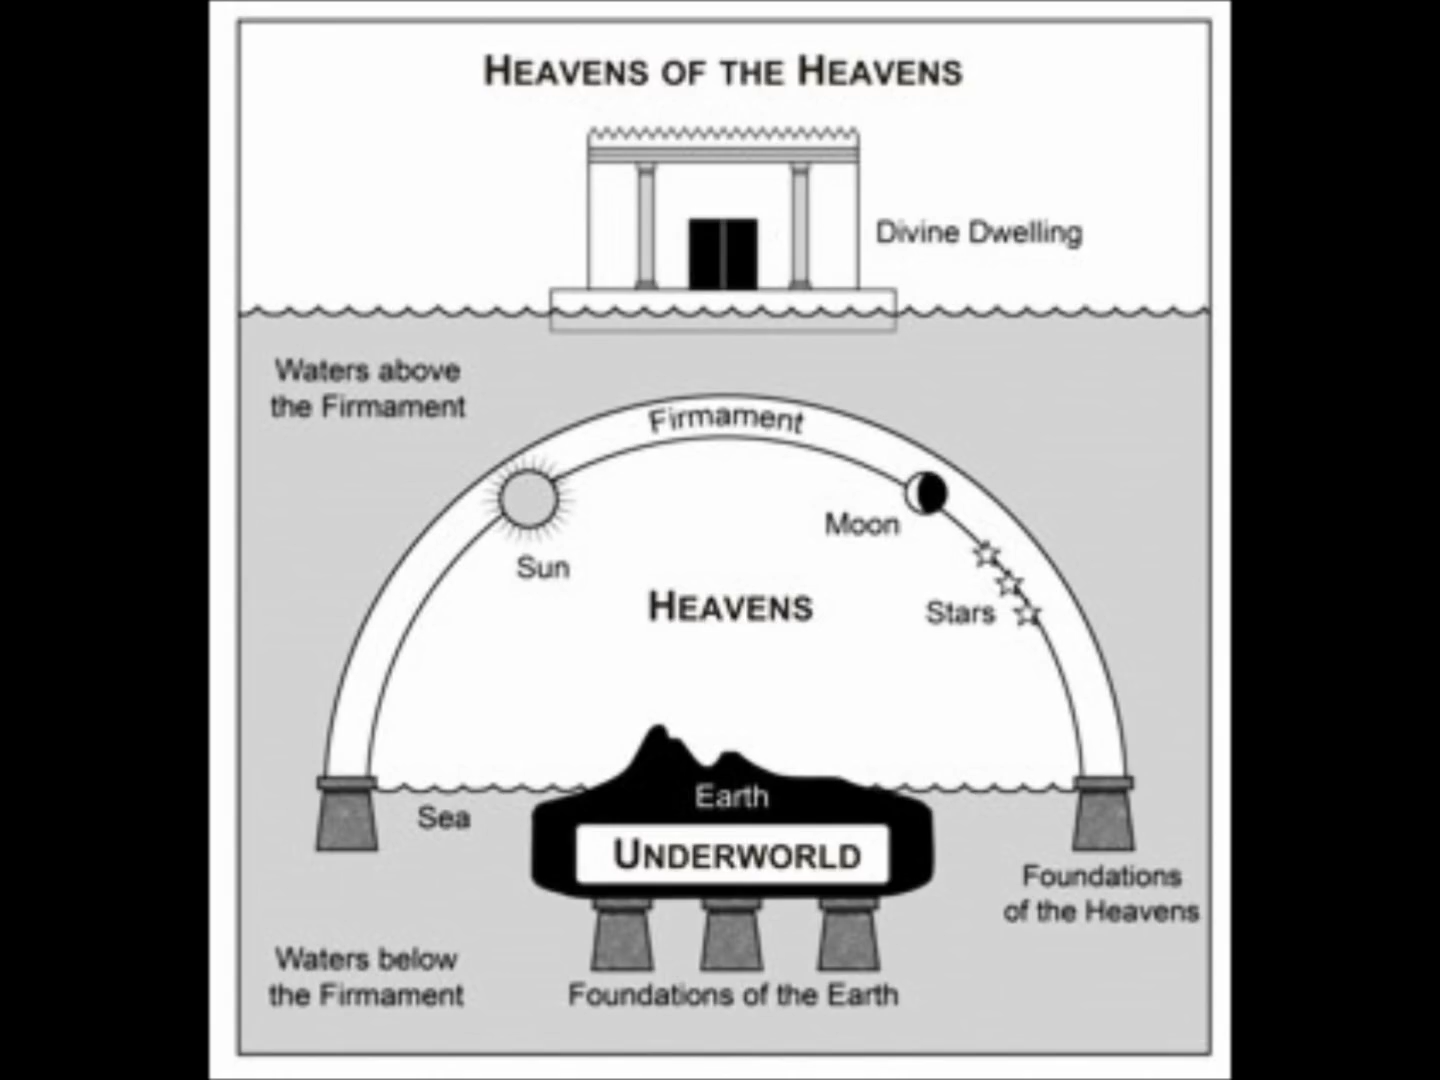 HEAVENS OF THE HEAVENS
Divine Dwelling
Waters above
the Firmament
Firmament
Moon
Sun
HEAVENS
Stars
Earth
Sea
UNDERWORLD
Foundations
of the Heavens
Waters below
the Firmament
Foundations of the Earth